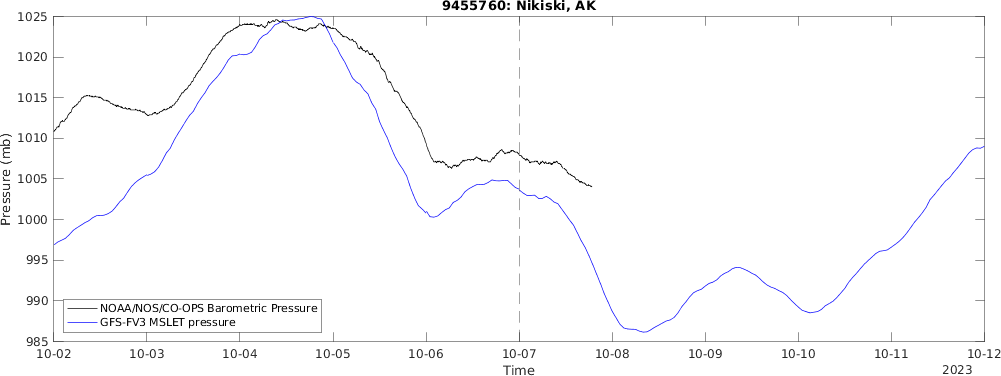 9455760: Nikiski, AK
Pressure (mb)
1025
1020
1015
1010
1005
1000
995
990
985
NOAA/NOS/CO-OPS Barometric Pressure
GFS-FV3 MSLET pressure
10-02 10-03 10-04 10-05 10-06 10-07 10-08 10-09 10-10 10-11 10-12
Time
2023